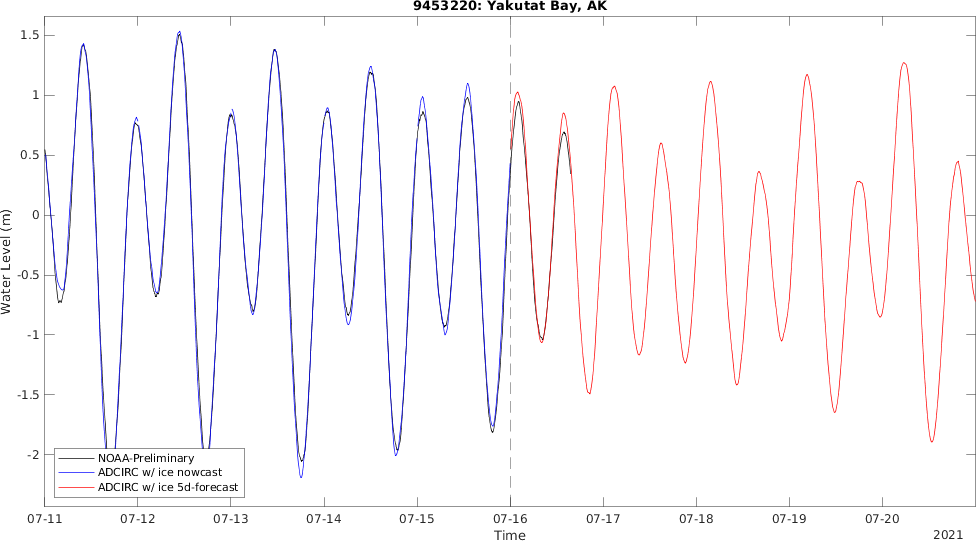 9453220: Yakutat Bay, AK
1.5
1
0.5
0
-0.5
-1
-1.5
-2
Water Level (m)
NOAA-Preliminary
ADCIRC w/ ice nowcast
ADCIRC w/ ice 5d-forecast
07-11 07-12 07-13 07-14 07-15 07-16 07-17 07-18 07-19 07-20
Time
2021